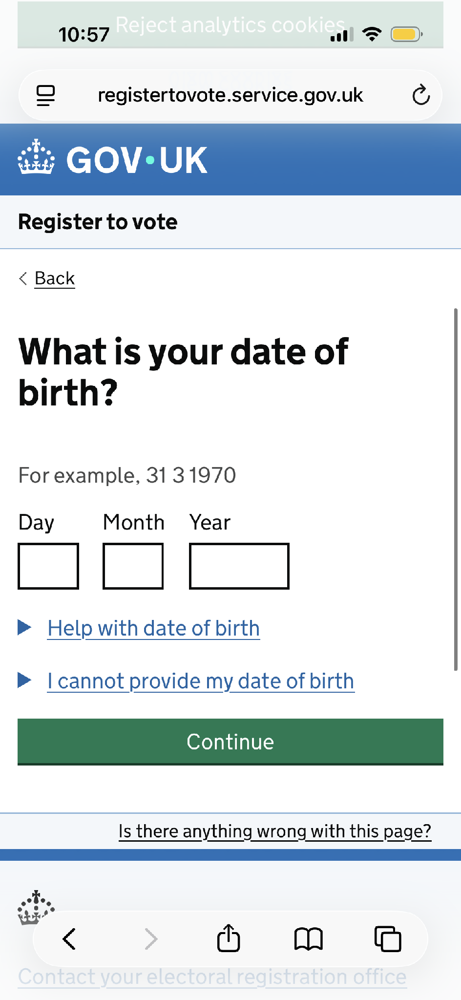 Reject analytics cookies
10:57
registertovote.service.gov.uk
GOV·UK
Register to vote
Back
What is your date of
birth?
For example, 31 3 1970
Day Month Year
Help with date of birth
I cannot provide my date of birth
Continue
Is there anything wrong with this page?
Contact your electoral registration office